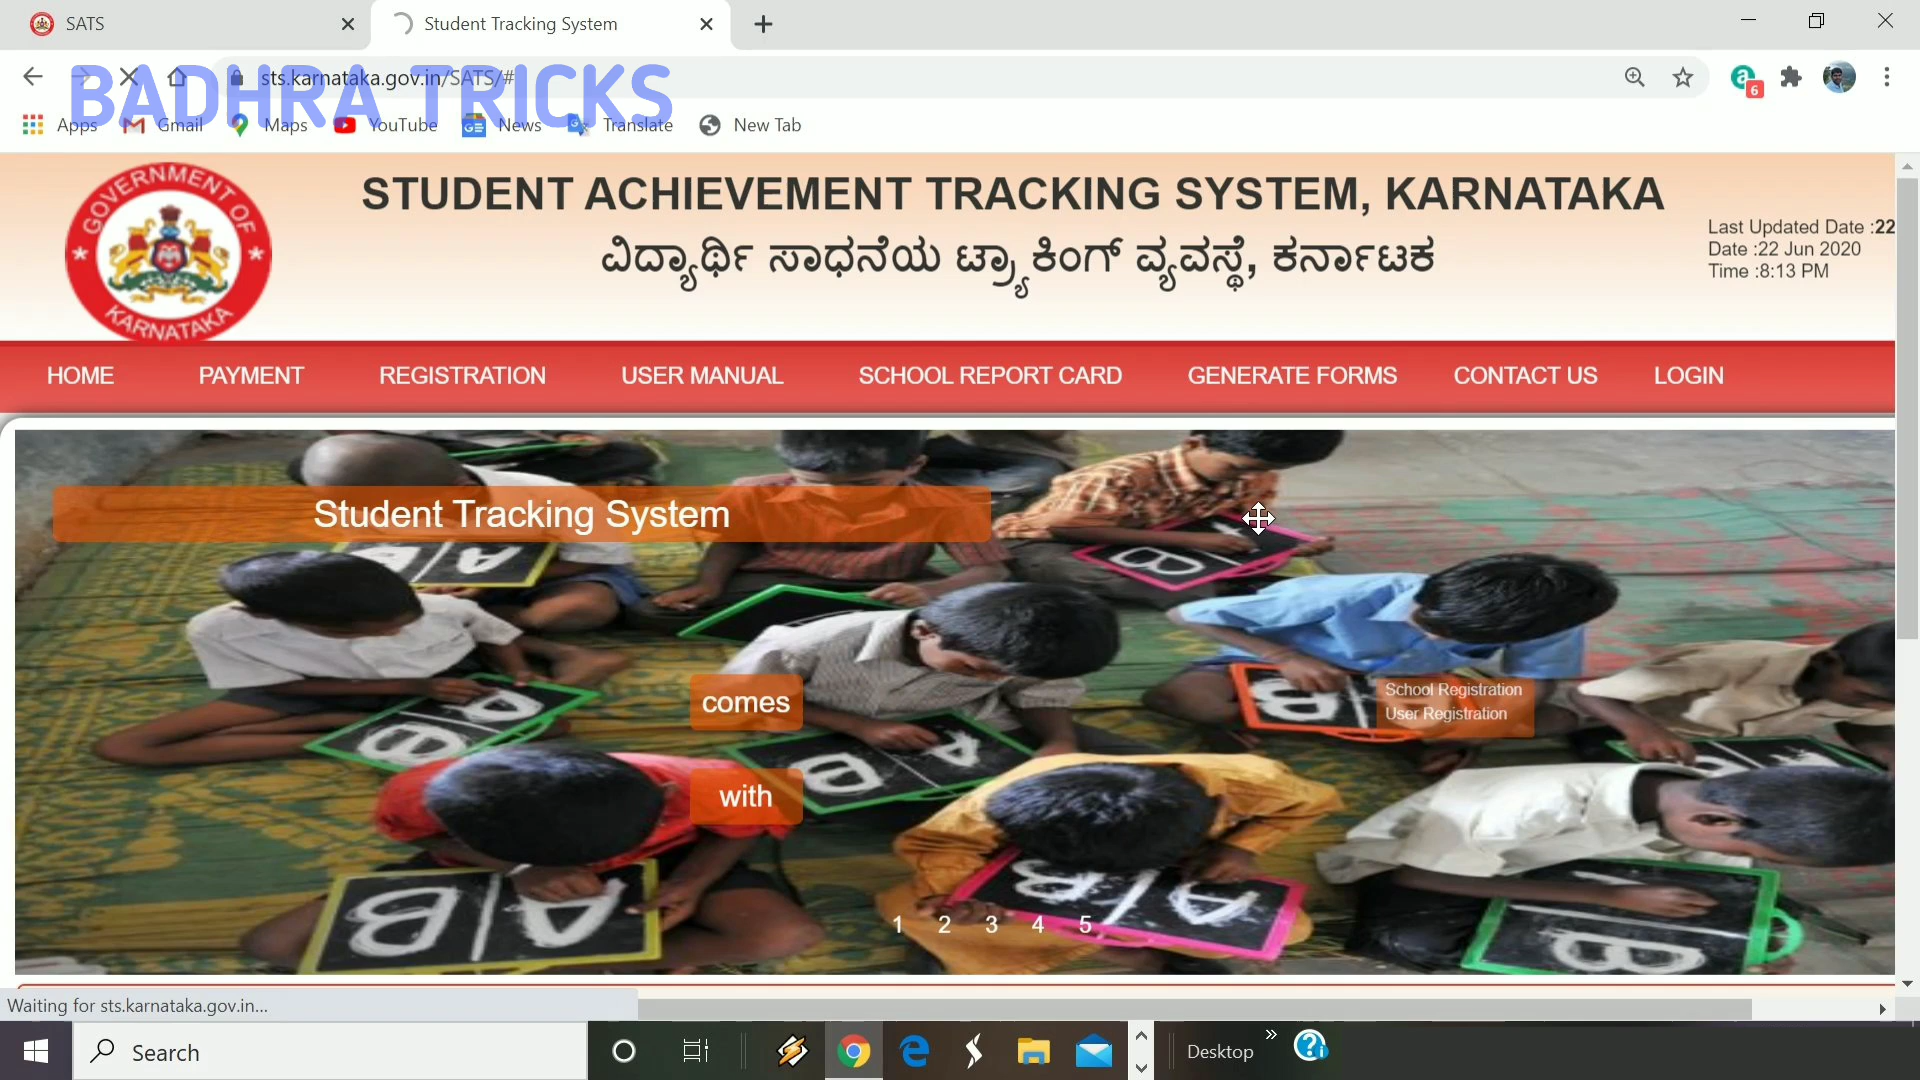 SATS
Student Tracking System
sts.karnataka.gov.in/SATS/#
6
BADHRA TRICKS
Apps
Gmail
Maps
YouTube
News
Translate
New Tab
GOVERNMENT OF
KARNATAKA
STUDENT ACHIEVEMENT TRACKING SYSTEM, KARNATAKA
ವಿದ್ಯಾರ್ಥಿ ಸಾಧನೆಯ ಟ್ರ್ಯಾಕಿಂಗ್ ವ್ಯವಸ್ಥೆ, ಕರ್ನಾಟಕ
Last Updated Date :22
Date :22 Jun 2020
Time :8:13 PM
HOME
PAYMENT
REGISTRATION
USER MANUAL
SCHOOL REPORT CARD
GENERATE FORMS
CONTACT US
LOGIN
Student Tracking System
comes
School Registration
User Registration
with
A B
1 2 3 4 5
Waiting for sts.karnataka.gov.in...
Search
Desktop